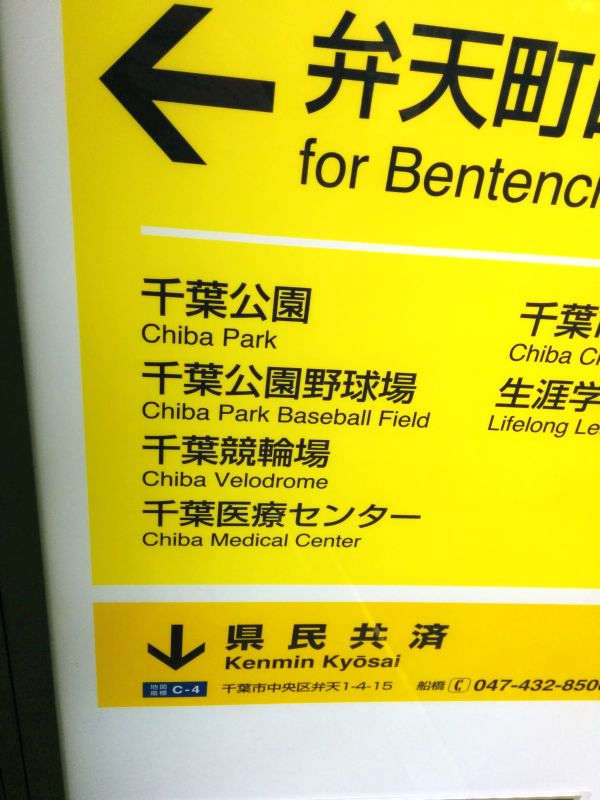 弁天町
for Bentench
千葉公園
Chiba Park
千葉公園野球場
Chiba Park Baseball Field
千葉競輪場
Chiba Velodrome
千葉医療センター
Chiba Medical Center
千葉
Chiba C
生涯学
Lifelong Le
県民共済
Kenmin Kyōsai
地図座標 C-4
千葉市中央区弁天1-4-15 船橋 047-432-850